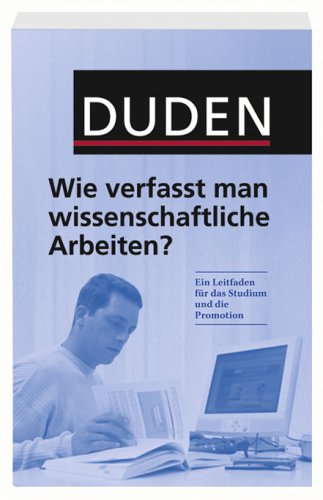 DUDEN
Wie verfasst man
wissenschaftliche
Arbeiten?
Ein Leitfaden
für das Studium
und die
Promotion